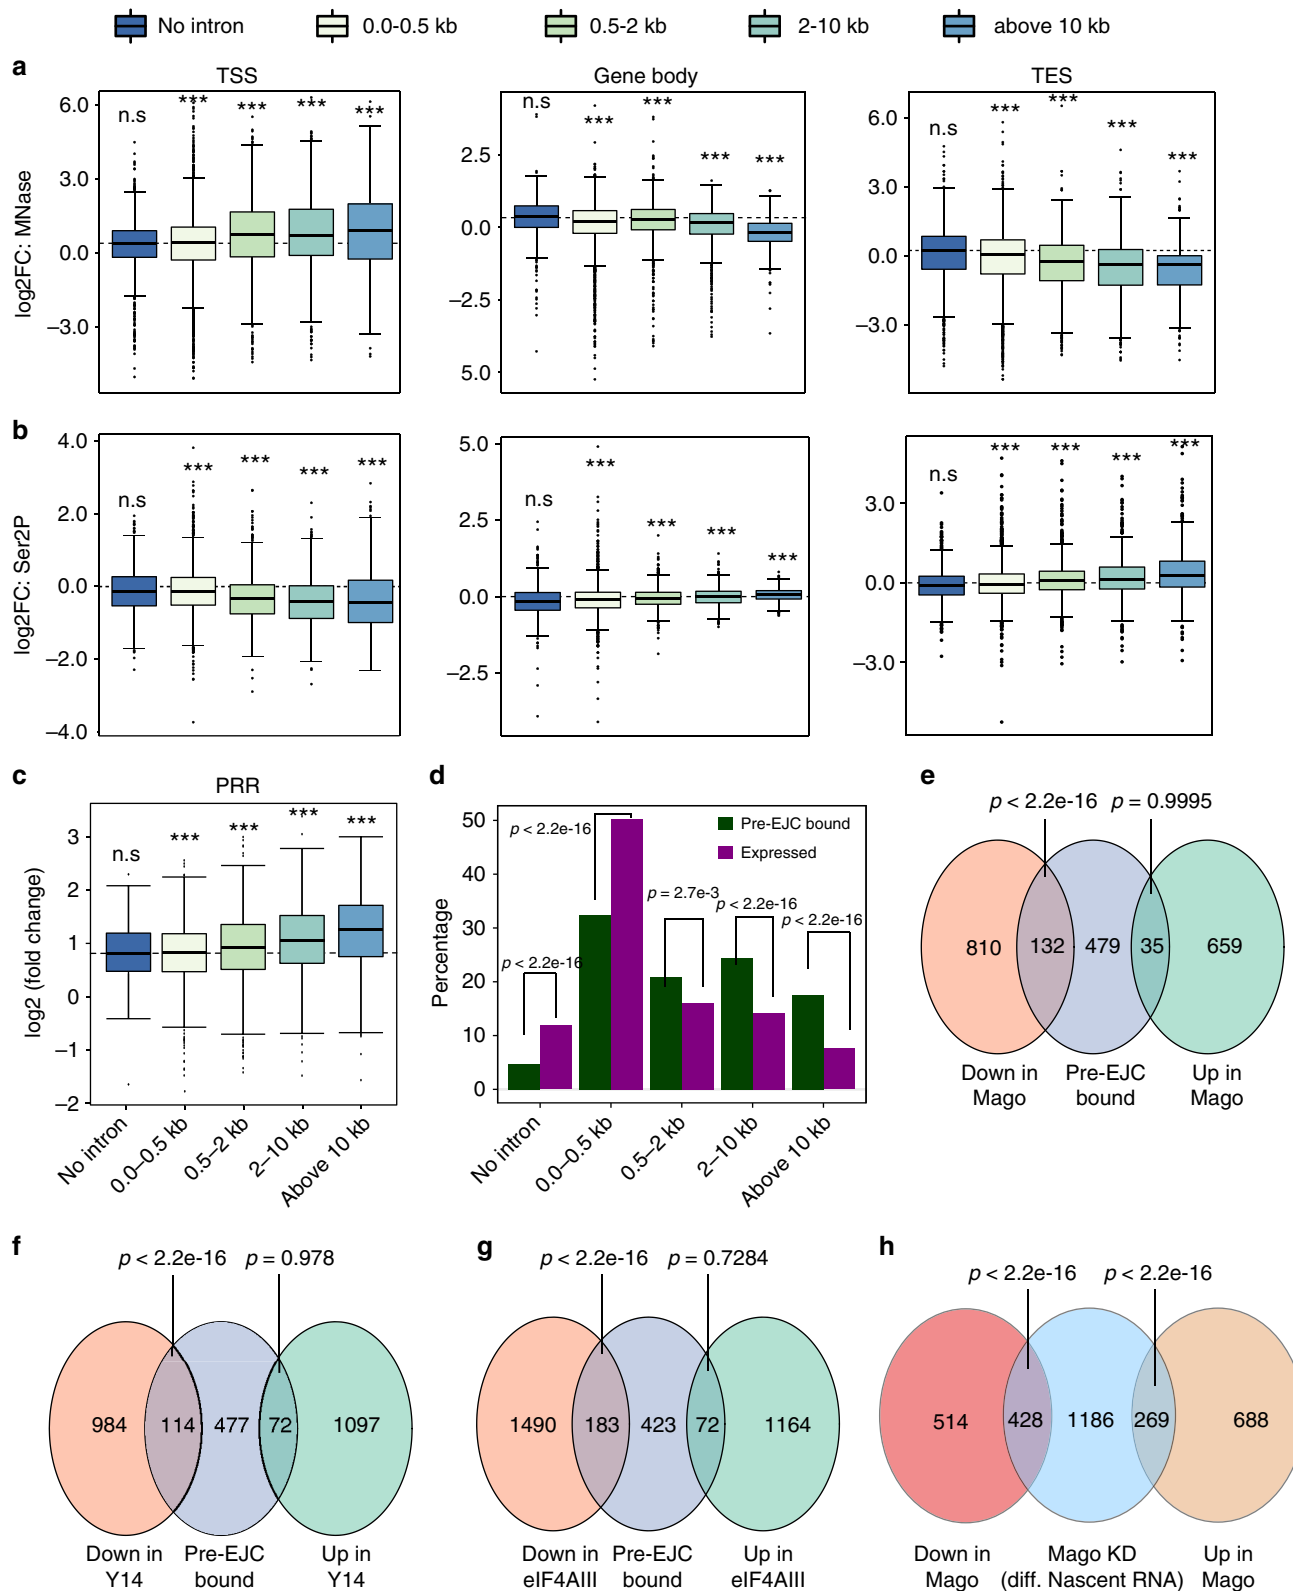 No intron
0.0-0.5 kb
0.5-2 kb
2-10 kb
above 10 kb
a
TSS
Gene body
TES
log2FC: MNase
6.0
3.0
0.0
−3.0
n.s
***
***
***
***
2.5
0.0
−2.5
5.0
n.s
***
***
***
***
6.0
3.0
0.0
−3.0
n.s
***
***
***
***
b
log2FC: Ser2P
4.0
2.0
0.0
−2.0
−4.0
n.s
***
***
***
***
5.0
2.5
0.0
−2.5
n.s
***
***
***
***
3.0
0.0
−3.0
n.s
***
***
***
***
c
PRR
log2 (fold change)
3
2
1
0
−1
−2
n.s
***
***
***
***
No intron
0.0–0.5 kb
0.5–2 kb
2–10 kb
Above 10 kb
d
Percentage
50
40
30
20
10
0
Pre-EJC bound
Expressed
p < 2.2e-16
p < 2.2e-16
p = 2.7e-3
p < 2.2e-16
p < 2.2e-16
No intron
0.0–0.5 kb
0.5–2 kb
2–10 kb
Above 10 kb
e
p < 2.2e-16
p = 0.9995
810
132
479
35
659
Down in
Mago
Pre-EJC
bound
Up in
Mago
f
p < 2.2e-16
p = 0.978
984
114
477
72
1097
Down in
Y14
Pre-EJC
bound
Up in
Y14
g
p < 2.2e-16
p = 0.7284
1490
183
423
72
1164
Down in
eIF4AIII
Pre-EJC
bound
Up in
eIF4AIII
h
p < 2.2e-16
p < 2.2e-16
514
428
1186
269
688
Down in
Mago
Mago KD
(diff. Nascent RNA)
Up in
Mago